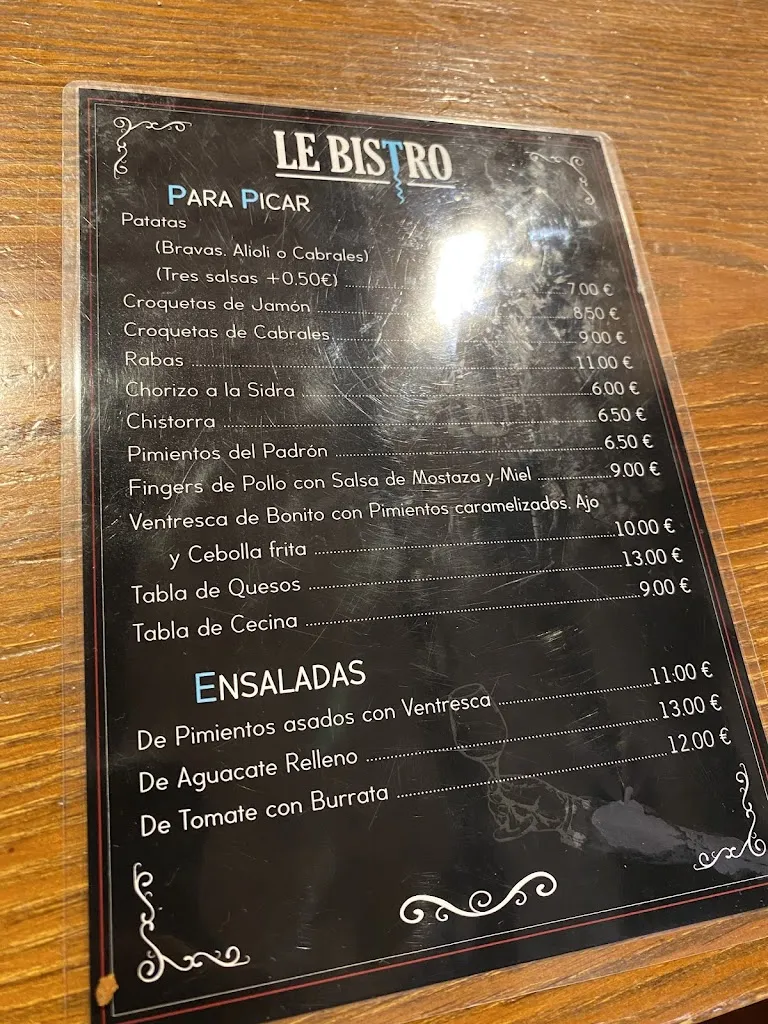 LE BISTRO
PARA PICAR
Patatas
(Bravas. Alioli o Cabrales)
(Tres salsas +0.50€) 7.00 €
Croquetas de Jamón 8.50 €
Croquetas de Cabrales 9.00 €
Rabas 11.00 €
Chorizo a la Sidra 6.00 €
Chistorra 6.50 €
Pimientos del Padrón 6.50 €
Fingers de Pollo con Salsa de Mostaza y Miel 9.00 €
Ventresca de Bonito con Pimientos caramelizados. Ajo
y Cebolla frita 10.00 €
Tabla de Quesos 13.00 €
Tabla de Cecina 9.00 €
ENSALADAS
De Pimientos asados con Ventresca 11.00 €
De Aguacate Relleno 13.00 €
De Tomate con Burrata 12.00 €